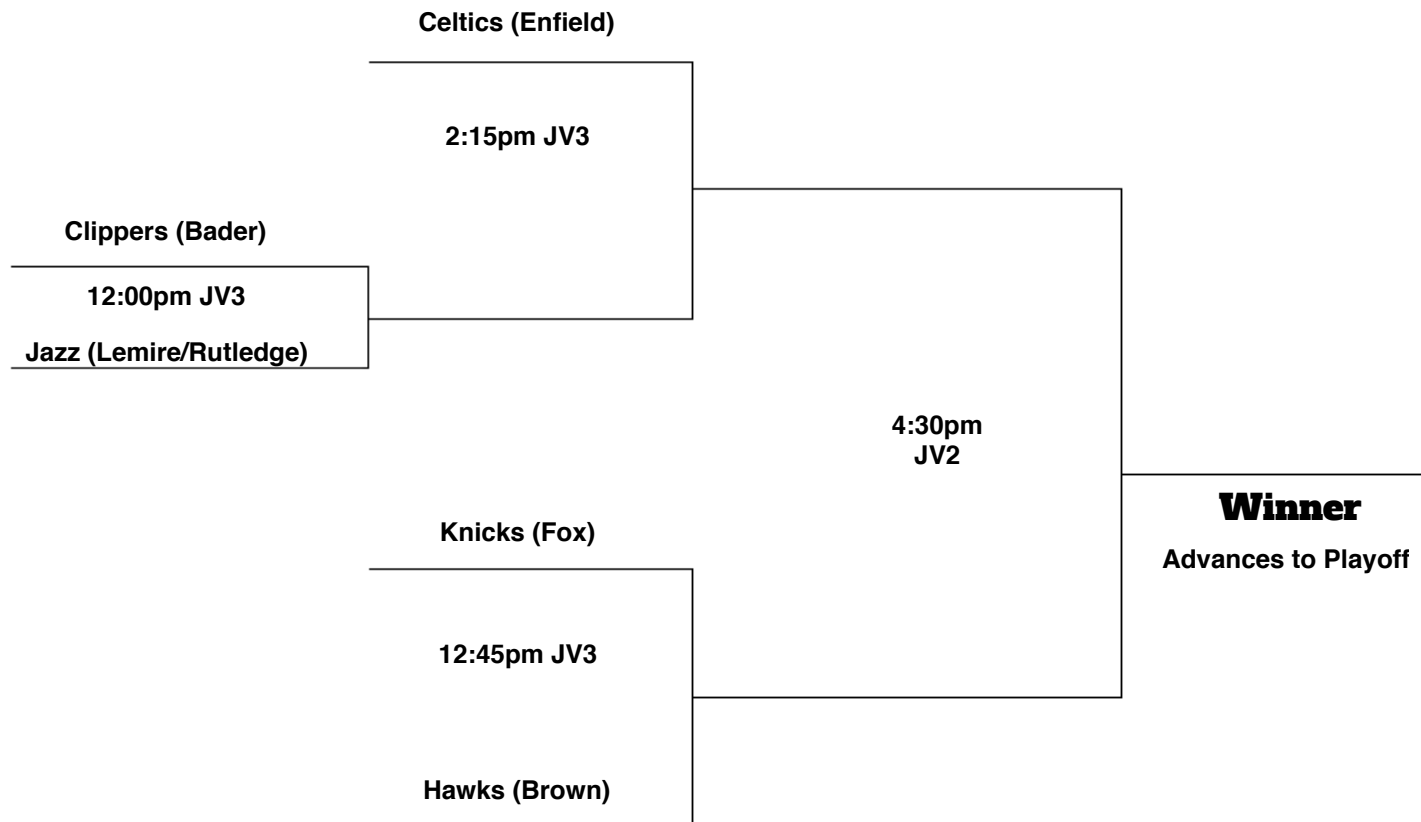 Celtics (Enfield)
2:15pm JV3
Clippers (Bader)
12:00pm JV3
Jazz (Lemire/Rutledge)
4:30pm
JV2
Winner
Advances to Playoff
Knicks (Fox)
12:45pm JV3
Hawks (Brown)